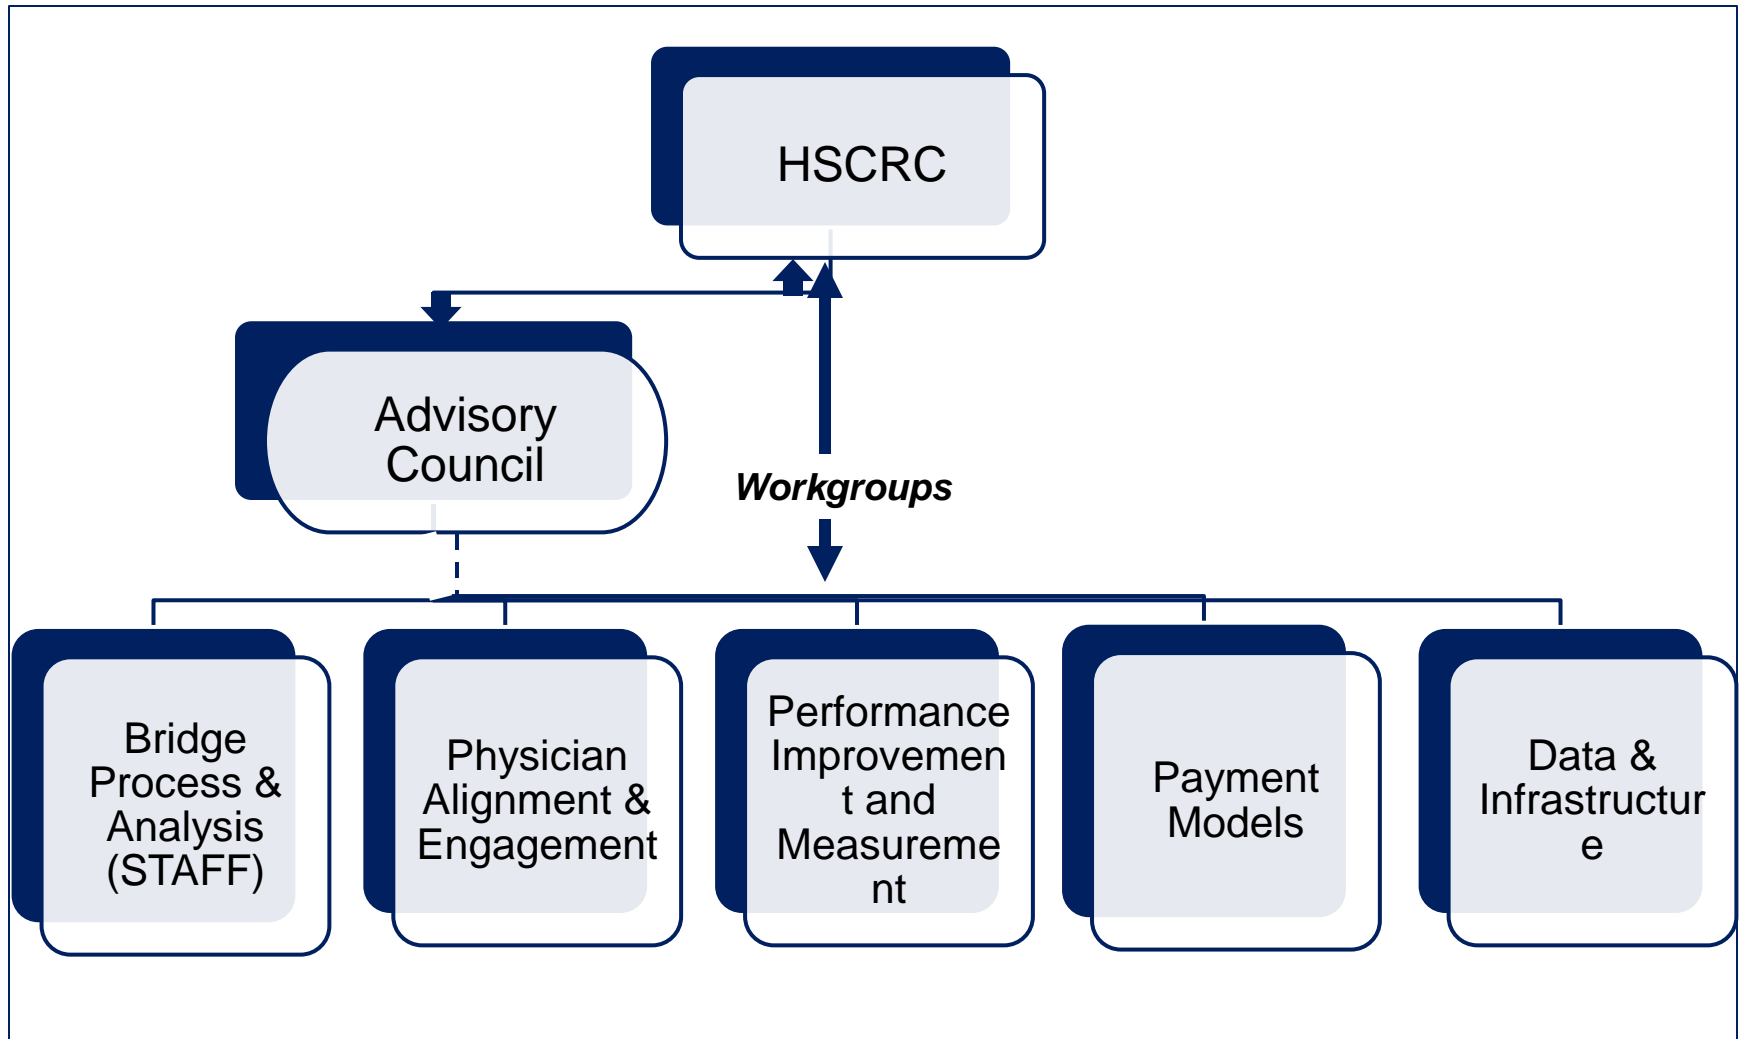 HSCRC
Advisory
Council
Workgroups
Bridge
Process &
Analysis
(STAFF)
Physician
Alignment &
Engagement
Performance
Improvemen
t and
Measureme
nt
Payment
Models
Data &
Infrastructur
e